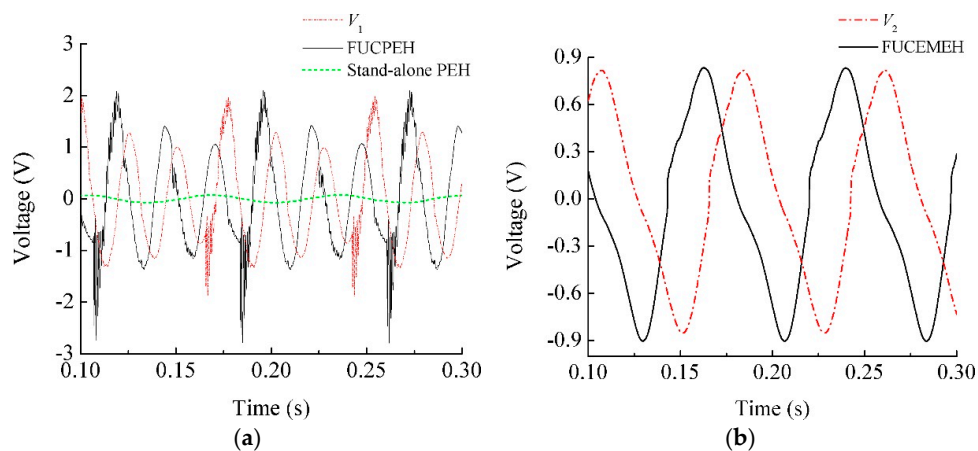 V1
FUCPEH
Stand-alone PEH
3
2
1
0
-1
-2
-3
Voltage (V)
0.10 0.15 0.20 0.25 0.30
Time (s)
(a)
V2
FUCEMEH
0.9
0.6
0.3
0.0
-0.3
-0.6
-0.9
Voltage (V)
0.10 0.15 0.20 0.25 0.30
Time (s)
(b)